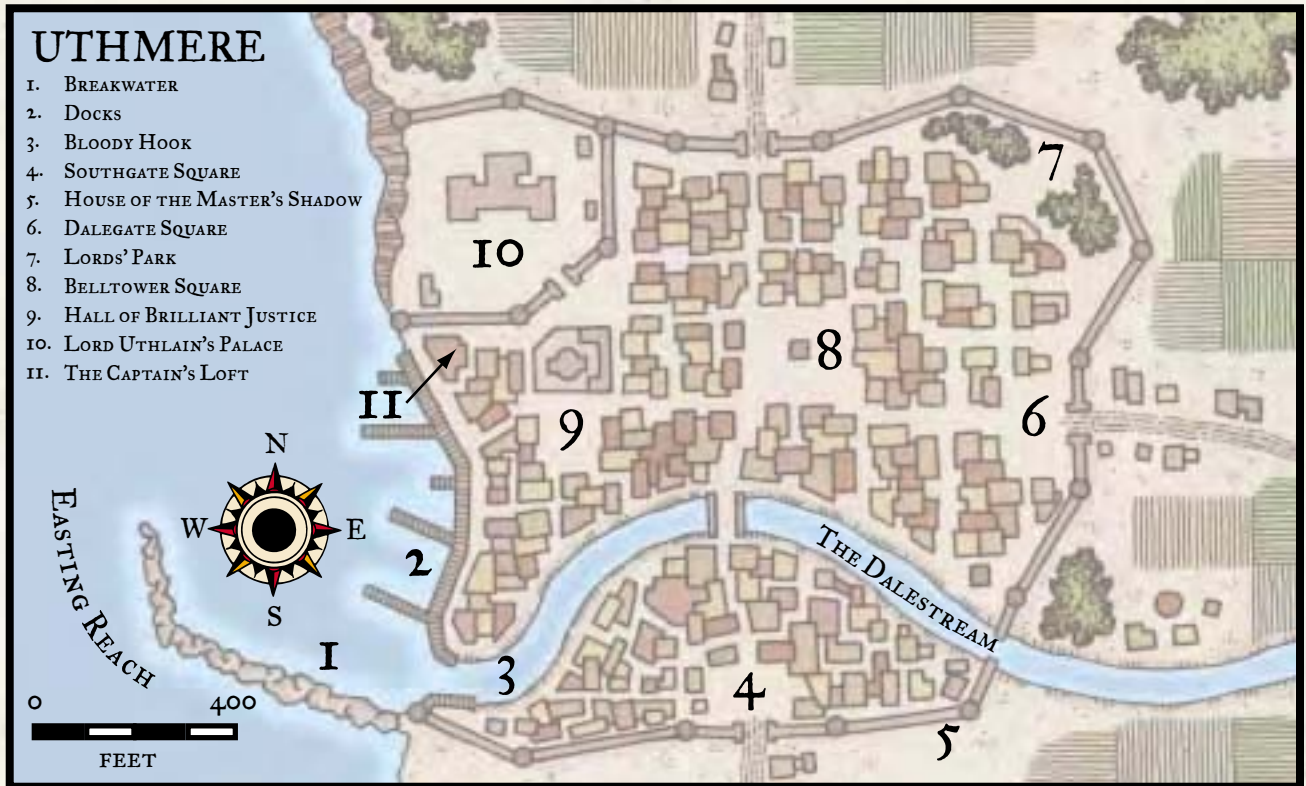 UTHMERE
1. BREAKWATER
2. DOCKS
3. BLOODY HOOK
4. SOUTHGATE SQUARE
5. HOUSE OF THE MASTER'S SHADOW
6. DALEGATE SQUARE
7. LORDS' PARK
8. BELLTOWER SQUARE
9. HALL OF BRILLIANT JUSTICE
10. LORD UTHLAIN'S PALACE
11. THE CAPTAIN'S LOFT
7
10
8
11
9
6
N
W E
S
EASTING REACH
2
THE DALESTREAM
1
3
4
5
0 400
FEET